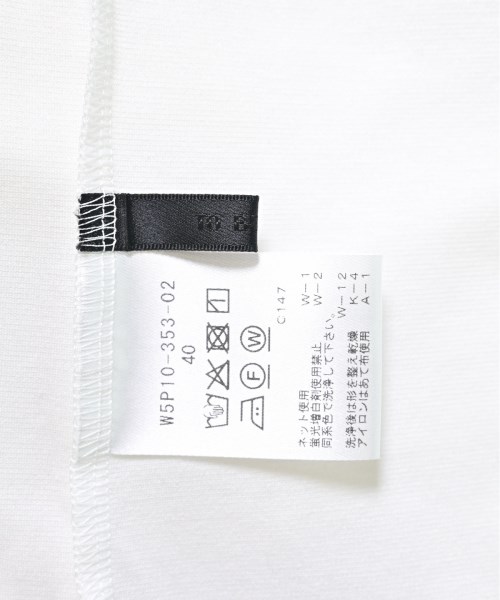 W5P10-353-02
40
F W
C147
ネット使用 W-1
蛍光増白剤使用禁止 W-2
同系色で洗浄して下さい。
W-12
洗浄後は形を整え乾燥 K-4
アイロンはあて布使用 A-1